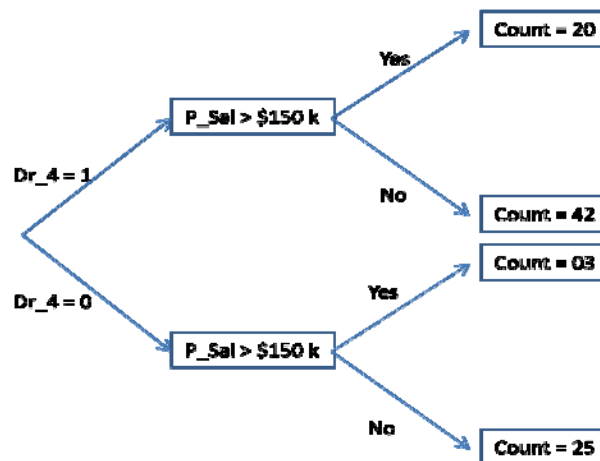 Count = 20
Yes
P_Sal > $150 k
Dr_4 = 1
No
Count = 42
Count = 03
Dr_4 = 0
Yes
P_Sal > $150 k
No
Count = 25